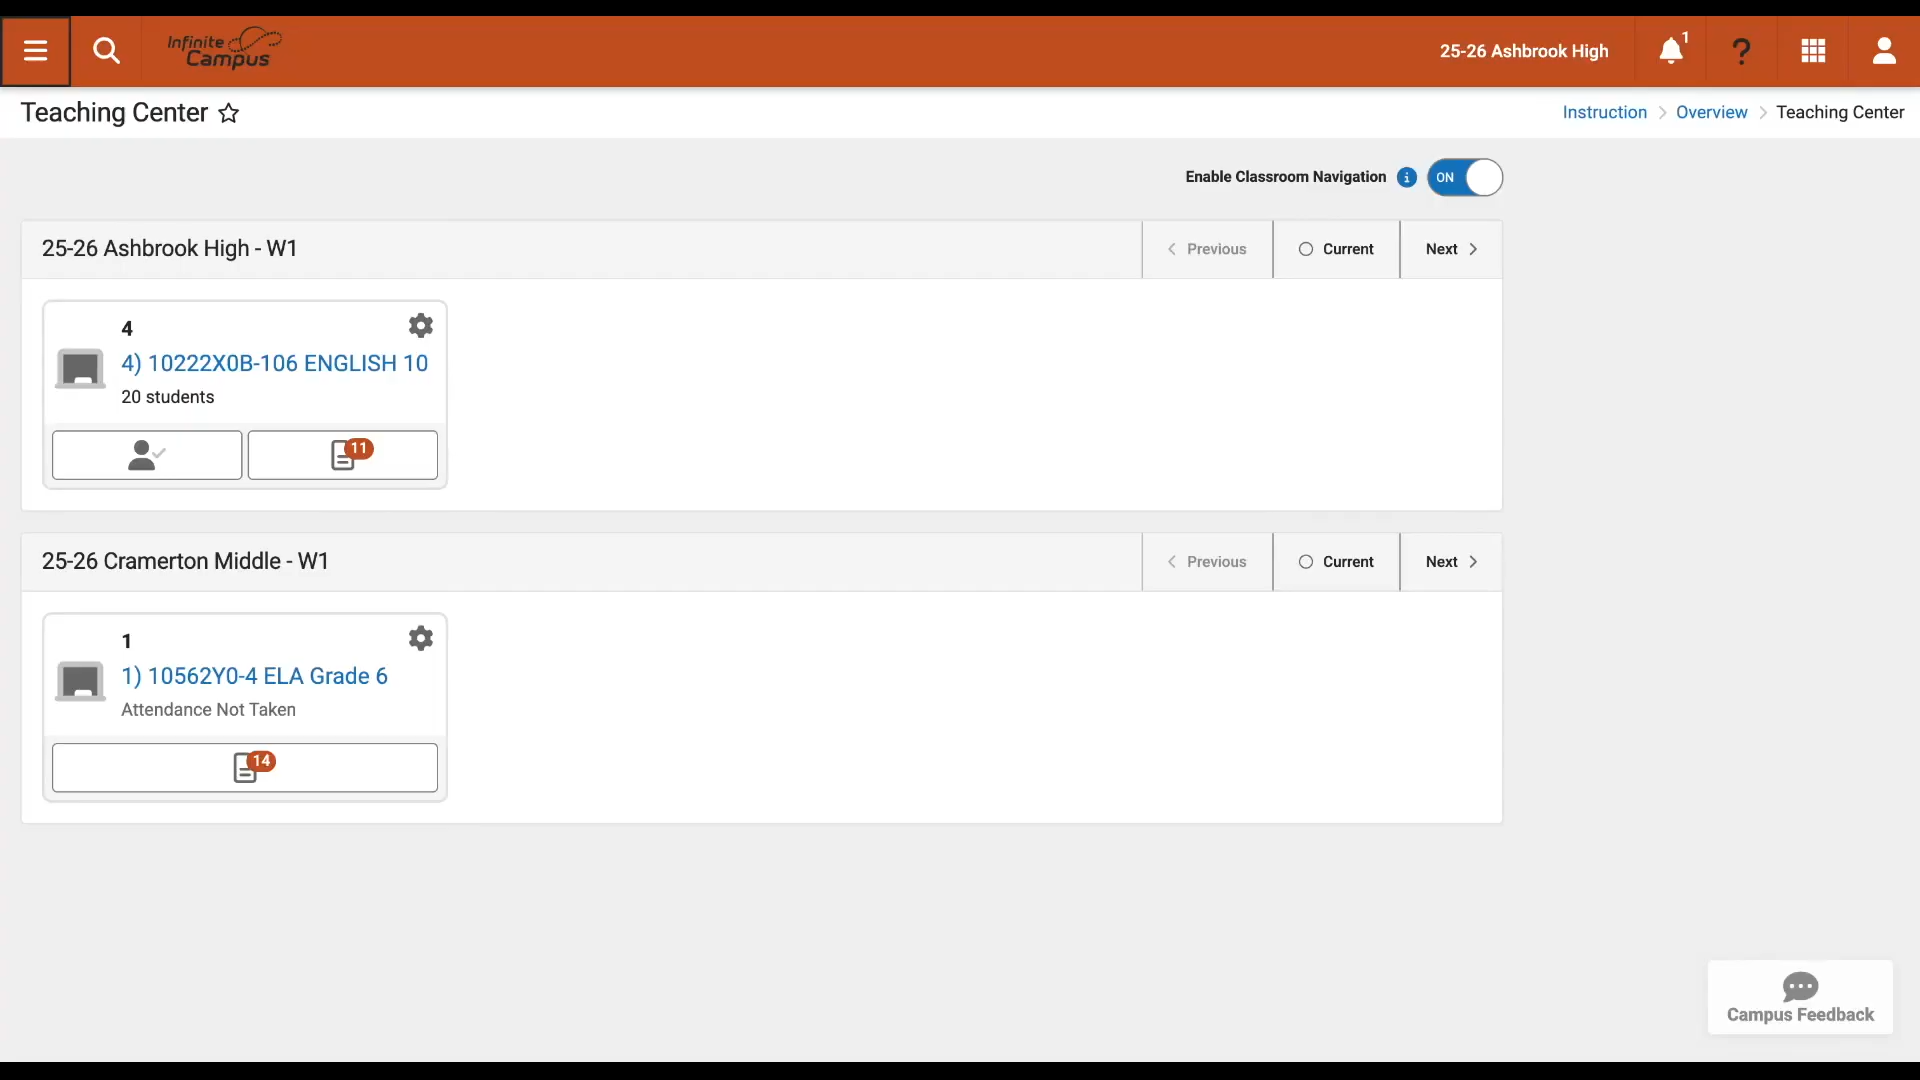 Infinite
Campus
25-26 Ashbrook High
1
?
Teaching Center
Instruction > Overview > Teaching Center
Enable Classroom Navigation i ON
25-26 Ashbrook High - W1
Previous
Current
Next
4
4) 10222X0B-106 ENGLISH 10
20 students
11
25-26 Cramerton Middle - W1
Previous
Current
Next
1
1) 10562Y0-4 ELA Grade 6
Attendance Not Taken
14
Campus Feedback